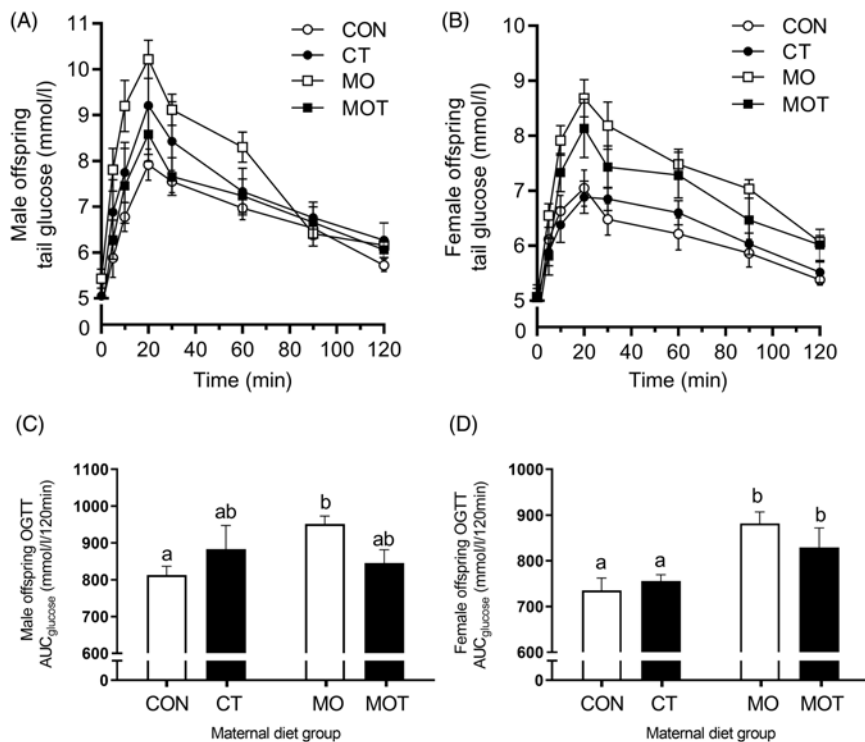 (A)
Male offspring
tail glucose (mmol/l)
11
10
9
8
7
6
5
0
0
20
40
60
80
100
120
Time (min)
CON
CT
MO
MOT
(B)
Female offspring
tail glucose (mmol/l)
10
9
8
7
6
5
0
0
20
40
60
80
100
120
Time (min)
CON
CT
MO
MOT
(C)
Male offspring OGTT
AUCglucose (mmol/l/120min)
1100
1000
900
800
700
600
0
a
ab
b
ab
CON
CT
MO
MOT
Maternal diet group
(D)
Female offspring OGTT
AUCglucose (mmol/l/120min)
1000
900
800
700
600
0
a
a
b
b
CON
CT
MO
MOT
Maternal diet group